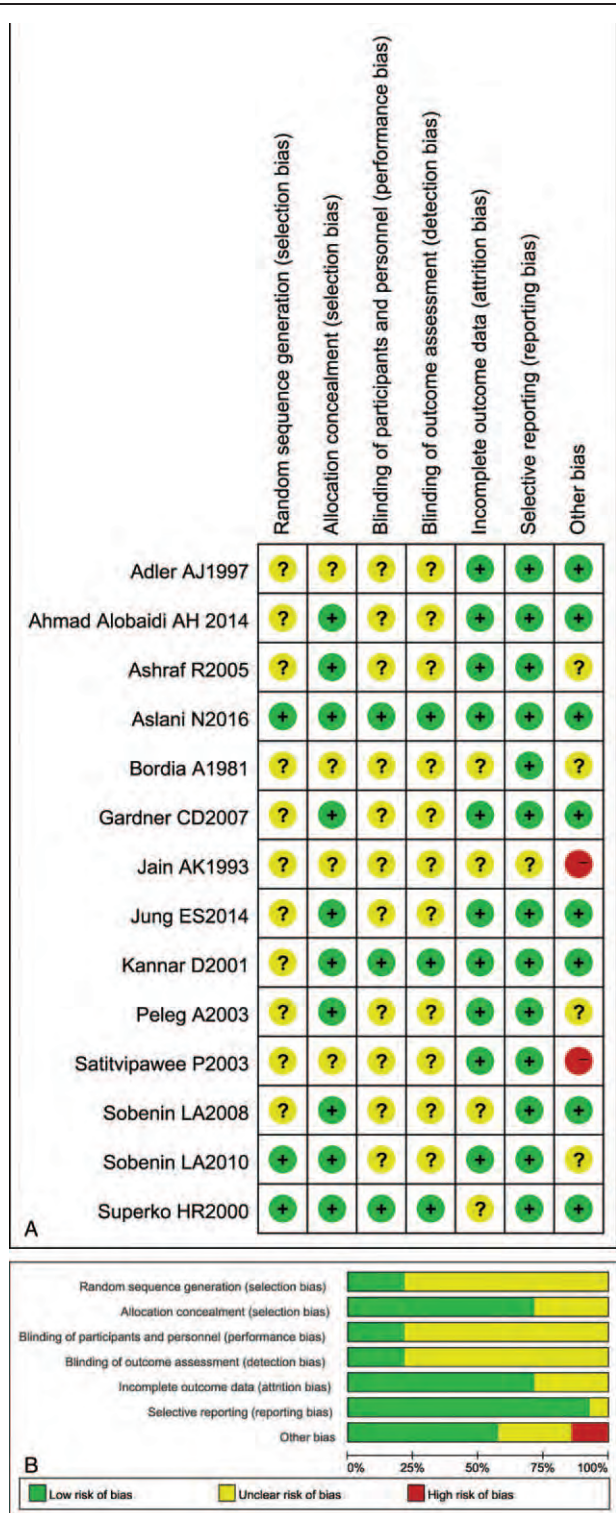 Random sequence generation (selection bias)
Allocation concealment (selection bias)
Blinding of participants and personnel (performance bias)
Blinding of outcome assessment (detection bias)
Incomplete outcome data (attrition bias)
Selective reporting (reporting bias)
Other bias
Adler AJ1997 ? ? ? ? + + +
Ahmad Alobaidi AH 2014 ? + ? ? + + +
Ashraf R2005 ? + ? ? + + ?
Aslani N2016 + + + + + + +
Bordia A1981 ? ? ? ? ? + ?
Gardner CD2007 ? + ? ? + + +
Jain AK1993 ? ? ? ? ? ? −
Jung ES2014 ? + ? ? + + +
Kannar D2001 ? + + + + + +
Peleg A2003 ? + ? ? + + ?
Satitvipawee P2003 ? ? ? ? + + −
Sobenin LA2008 ? + ? ? ? + +
Sobenin LA2010 + + ? ? + + ?
Superko HR2000 + + + + ? + +
A
Random sequence generation (selection bias)
Allocation concealment (selection bias)
Blinding of participants and personnel (performance bias)
Blinding of outcome assessment (detection bias)
Incomplete outcome data (attrition bias)
Selective reporting (reporting bias)
Other bias
B
0% 25% 50% 75% 100%
Low risk of bias Unclear risk of bias High risk of bias